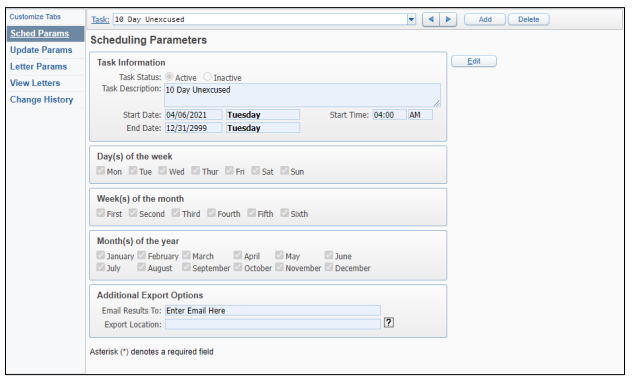 Customize Tabs
Sched Params
Update Params
Letter Params
View Letters
Change History
Task: 10 Day Unexcused Add Delete
Scheduling Parameters
Task Information
Task Status: Active Inactive
Task Description: 10 Day Unexcused
Start Date: 04/06/2021 Tuesday Start Time: 04:00 AM
End Date: 12/31/2999 Tuesday
Edit
Day(s) of the week
Mon Tue Wed Thur Fri Sat Sun
Week(s) of the month
First Second Third Fourth Fifth Sixth
Month(s) of the year
January February March April May June
July August September October November December
Additional Export Options
Email Results To: Enter Email Here
Export Location: ?
Asterisk (*) denotes a required field